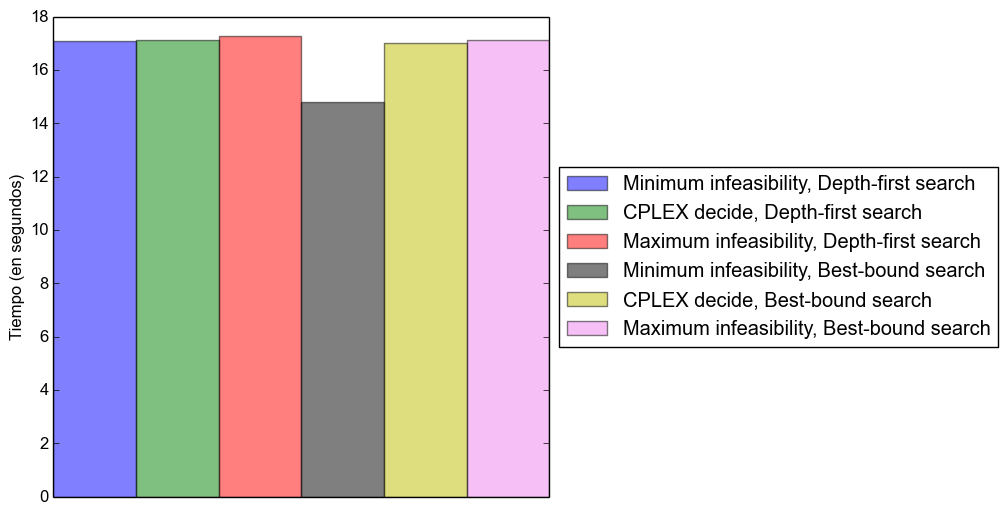 18
16
14
12
10
8
6
4
2
0
Tiempo (en segundos)
Minimum infeasibility, Depth-first search
CPLEX decide, Depth-first search
Maximum infeasibility, Depth-first search
Minimum infeasibility, Best-bound search
CPLEX decide, Best-bound search
Maximum infeasibility, Best-bound search